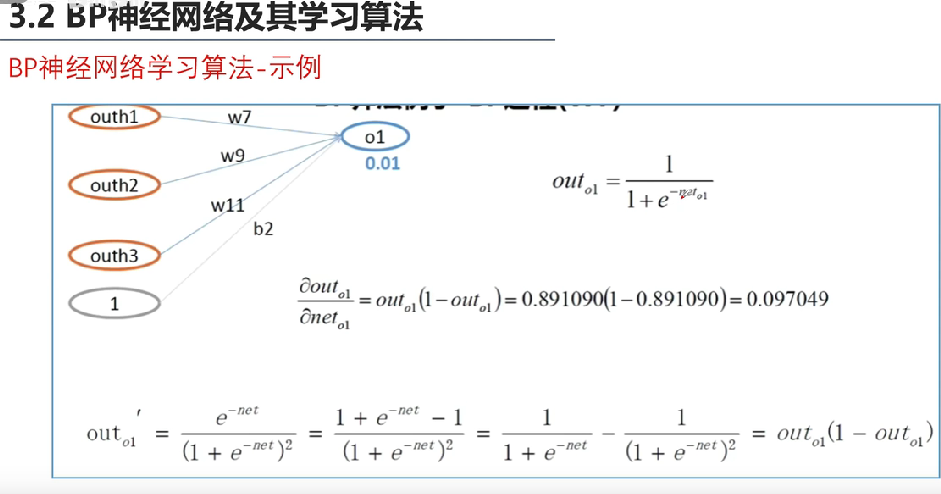 3.2 BP神经网络及其学习算法
BP神经网络学习算法-示例
outh1
w7
o1
0.01
w9
outh2
w11
b2
outh3
1
out_{o1} = \frac{1}{1+e^{-net_{o1}}}
\frac{∂out_{o1}}{∂net_{o1}} = out_{o1}(1-out_{o1}) = 0.891090(1-0.891090) = 0.097049
out_{o1}' = \frac{e^{-net}}{(1 + e^{-net})^2} = \frac{1 + e^{-net} - 1}{(1 + e^{-net})^2} = \frac{1}{1 + e^{-net}} - \frac{1}{(1 + e^{-net})^2} = out_{o1}(1 - out_{o1})